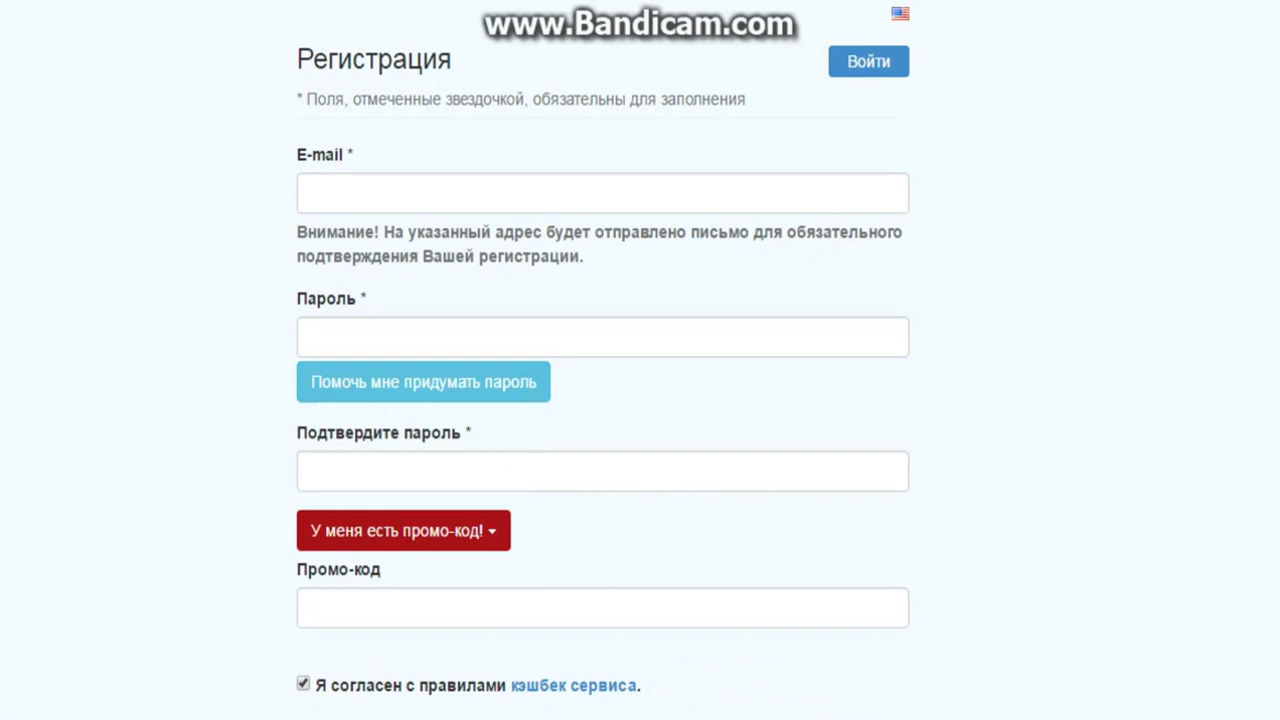 www.Bandicam.com
Регистрация
Войти
* Поля, отмеченные звездочкой, обязательны для заполнения
E-mail *
Внимание! На указанный адрес будет отправлено письмо для обязательного
подтверждения Вашей регистрации.
Пароль *
Помочь мне придумать пароль
Подтвердите пароль *
У меня есть промо-код!
Промо-код
Я согласен с правилами кэшбек сервиса.